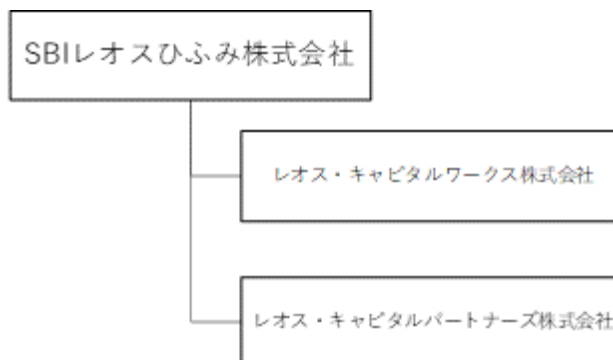 SBIレオスひふみ株式会社
レオス・キャピタルワークス株式会社
レオス・キャピタルパートナーズ株式会社